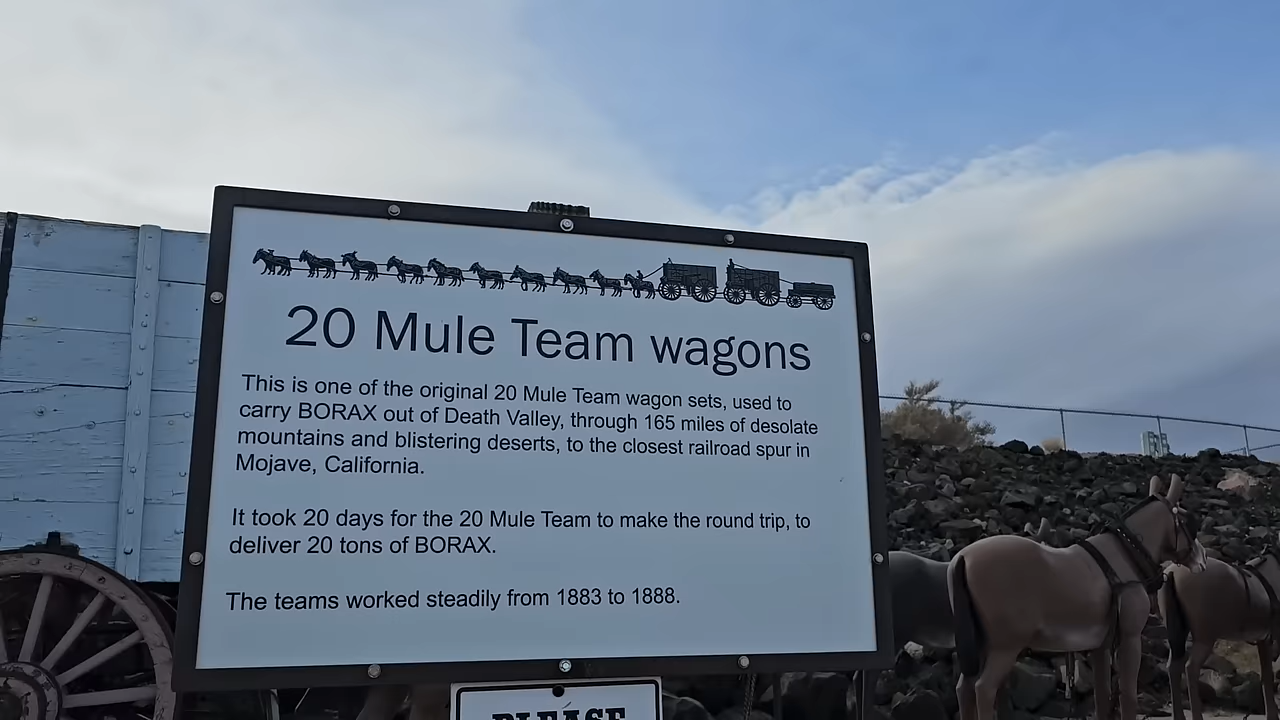 20 Mule Team wagons
This is one of the original 20 Mule Team wagon sets, used to
carry BORAX out of Death Valley, through 165 miles of desolate
mountains and blistering deserts, to the closest railroad spur in
Mojave, California.
It took 20 days for the 20 Mule Team to make the round trip, to
deliver 20 tons of BORAX.
The teams worked steadily from 1883 to 1888.
PLEASE